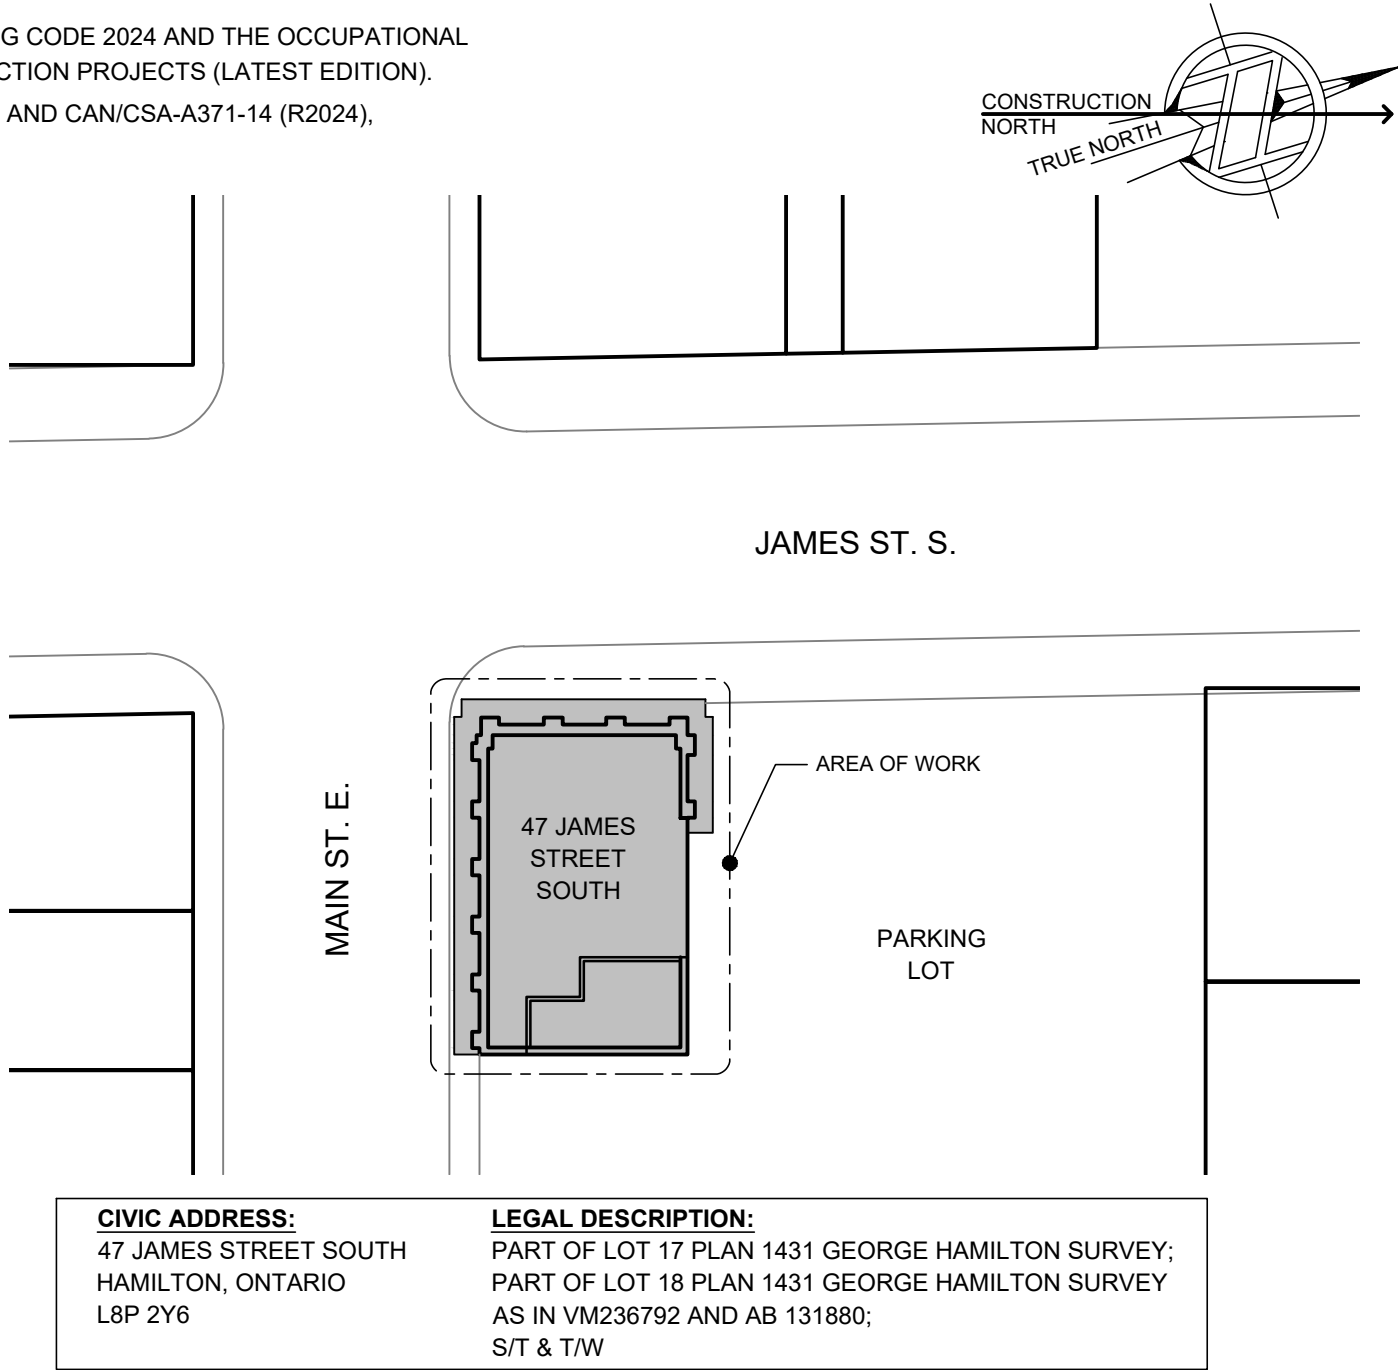 G CODE 2024 AND THE OCCUPATIONAL
CTION PROJECTS (LATEST EDITION).
AND CAN/CSA-A371-14 (R2024),
CONSTRUCTION
NORTH
TRUE NORTH
JAMES ST. S.
AREA OF WORK
MAIN ST. E.
47 JAMES
STREET
SOUTH
PARKING
LOT
CIVIC ADDRESS:
47 JAMES STREET SOUTH
HAMILTON, ONTARIO
L8P 2Y6
LEGAL DESCRIPTION:
PART OF LOT 17 PLAN 1431 GEORGE HAMILTON SURVEY;
PART OF LOT 18 PLAN 1431 GEORGE HAMILTON SURVEY
AS IN VM236792 AND AB 131880;
S/T & T/W